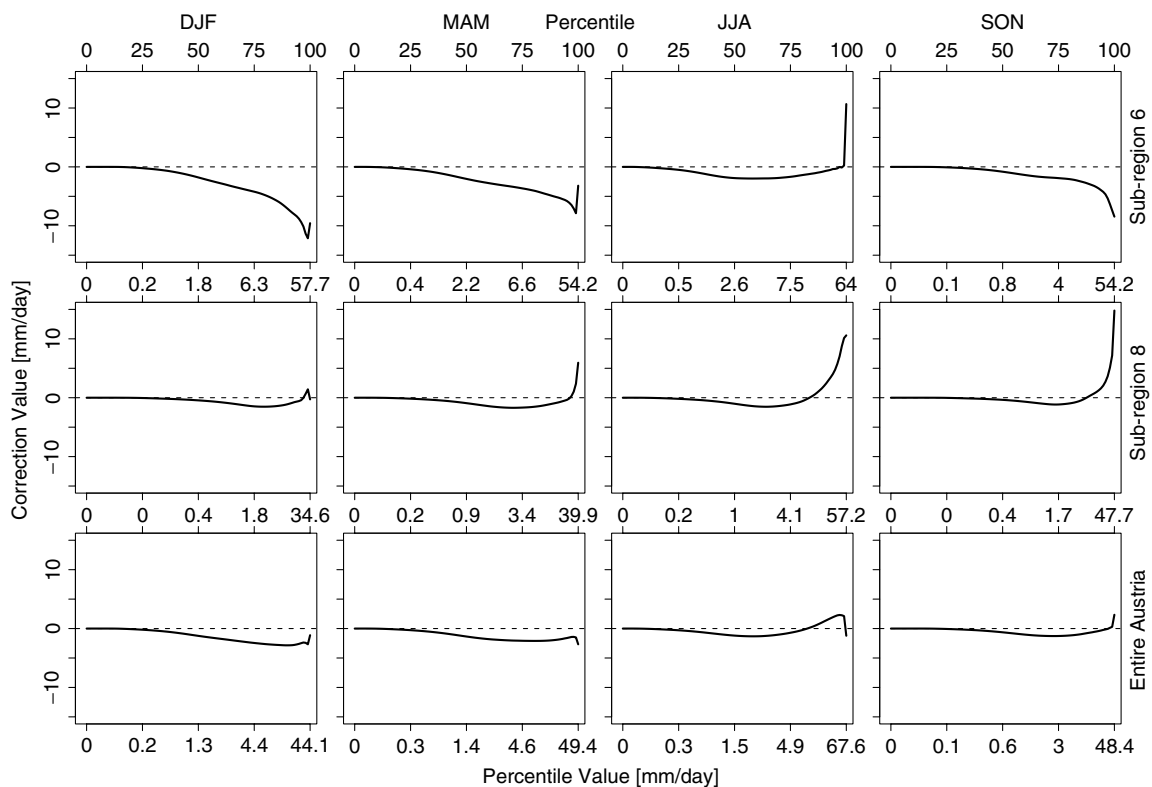 DJF MAM Percentile JJA SON
0 25 50 75 100 0 25 50 75 100 0 25 50 75 100 0 25 50 75 100
10
0
−10
Sub-region 6
0 0.2 1.8 6.3 57.7 0 0.4 2.2 6.6 54.2 0 0.5 2.6 7.5 64 0 0.1 0.8 4 54.2
Correction Value [mm/day]
10
0
−10
Sub-region 8
0 0 0.4 1.8 34.6 0 0.2 0.9 3.4 39.9 0 0.2 1 4.1 57.2 0 0 0.4 1.7 47.7
10
0
−10
Entire Austria
0 0.2 1.3 4.4 44.1 0 0.3 1.4 4.6 49.4 0 0.3 1.5 4.9 67.6 0 0.1 0.6 3 48.4
Percentile Value [mm/day]